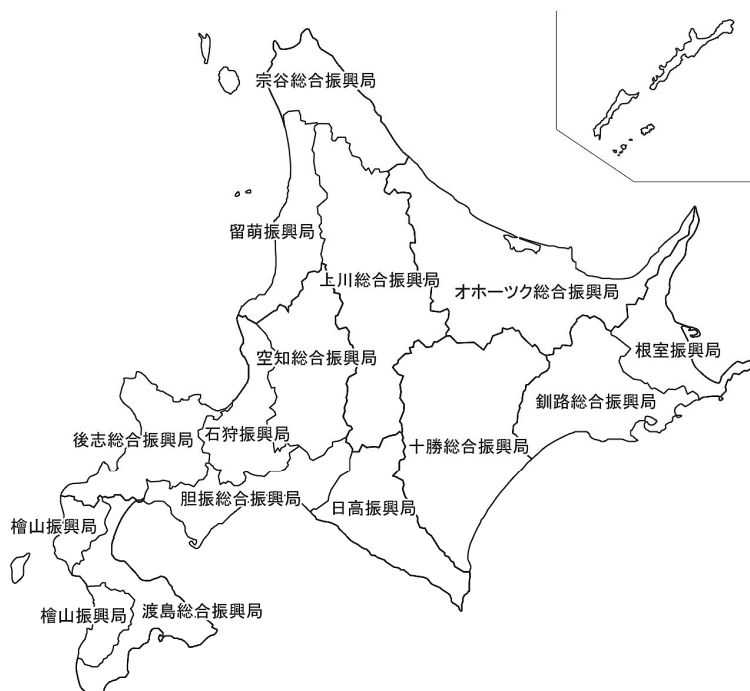 宗谷総合振興局
留萌振興局
上川総合振興局
オホーツク総合振興局
空知総合振興局
根室振興局
釧路総合振興局
後志総合振興局
石狩振興局
十勝総合振興局
胆振総合振興局
日高振興局
檜山振興局
檜山振興局
渡島総合振興局